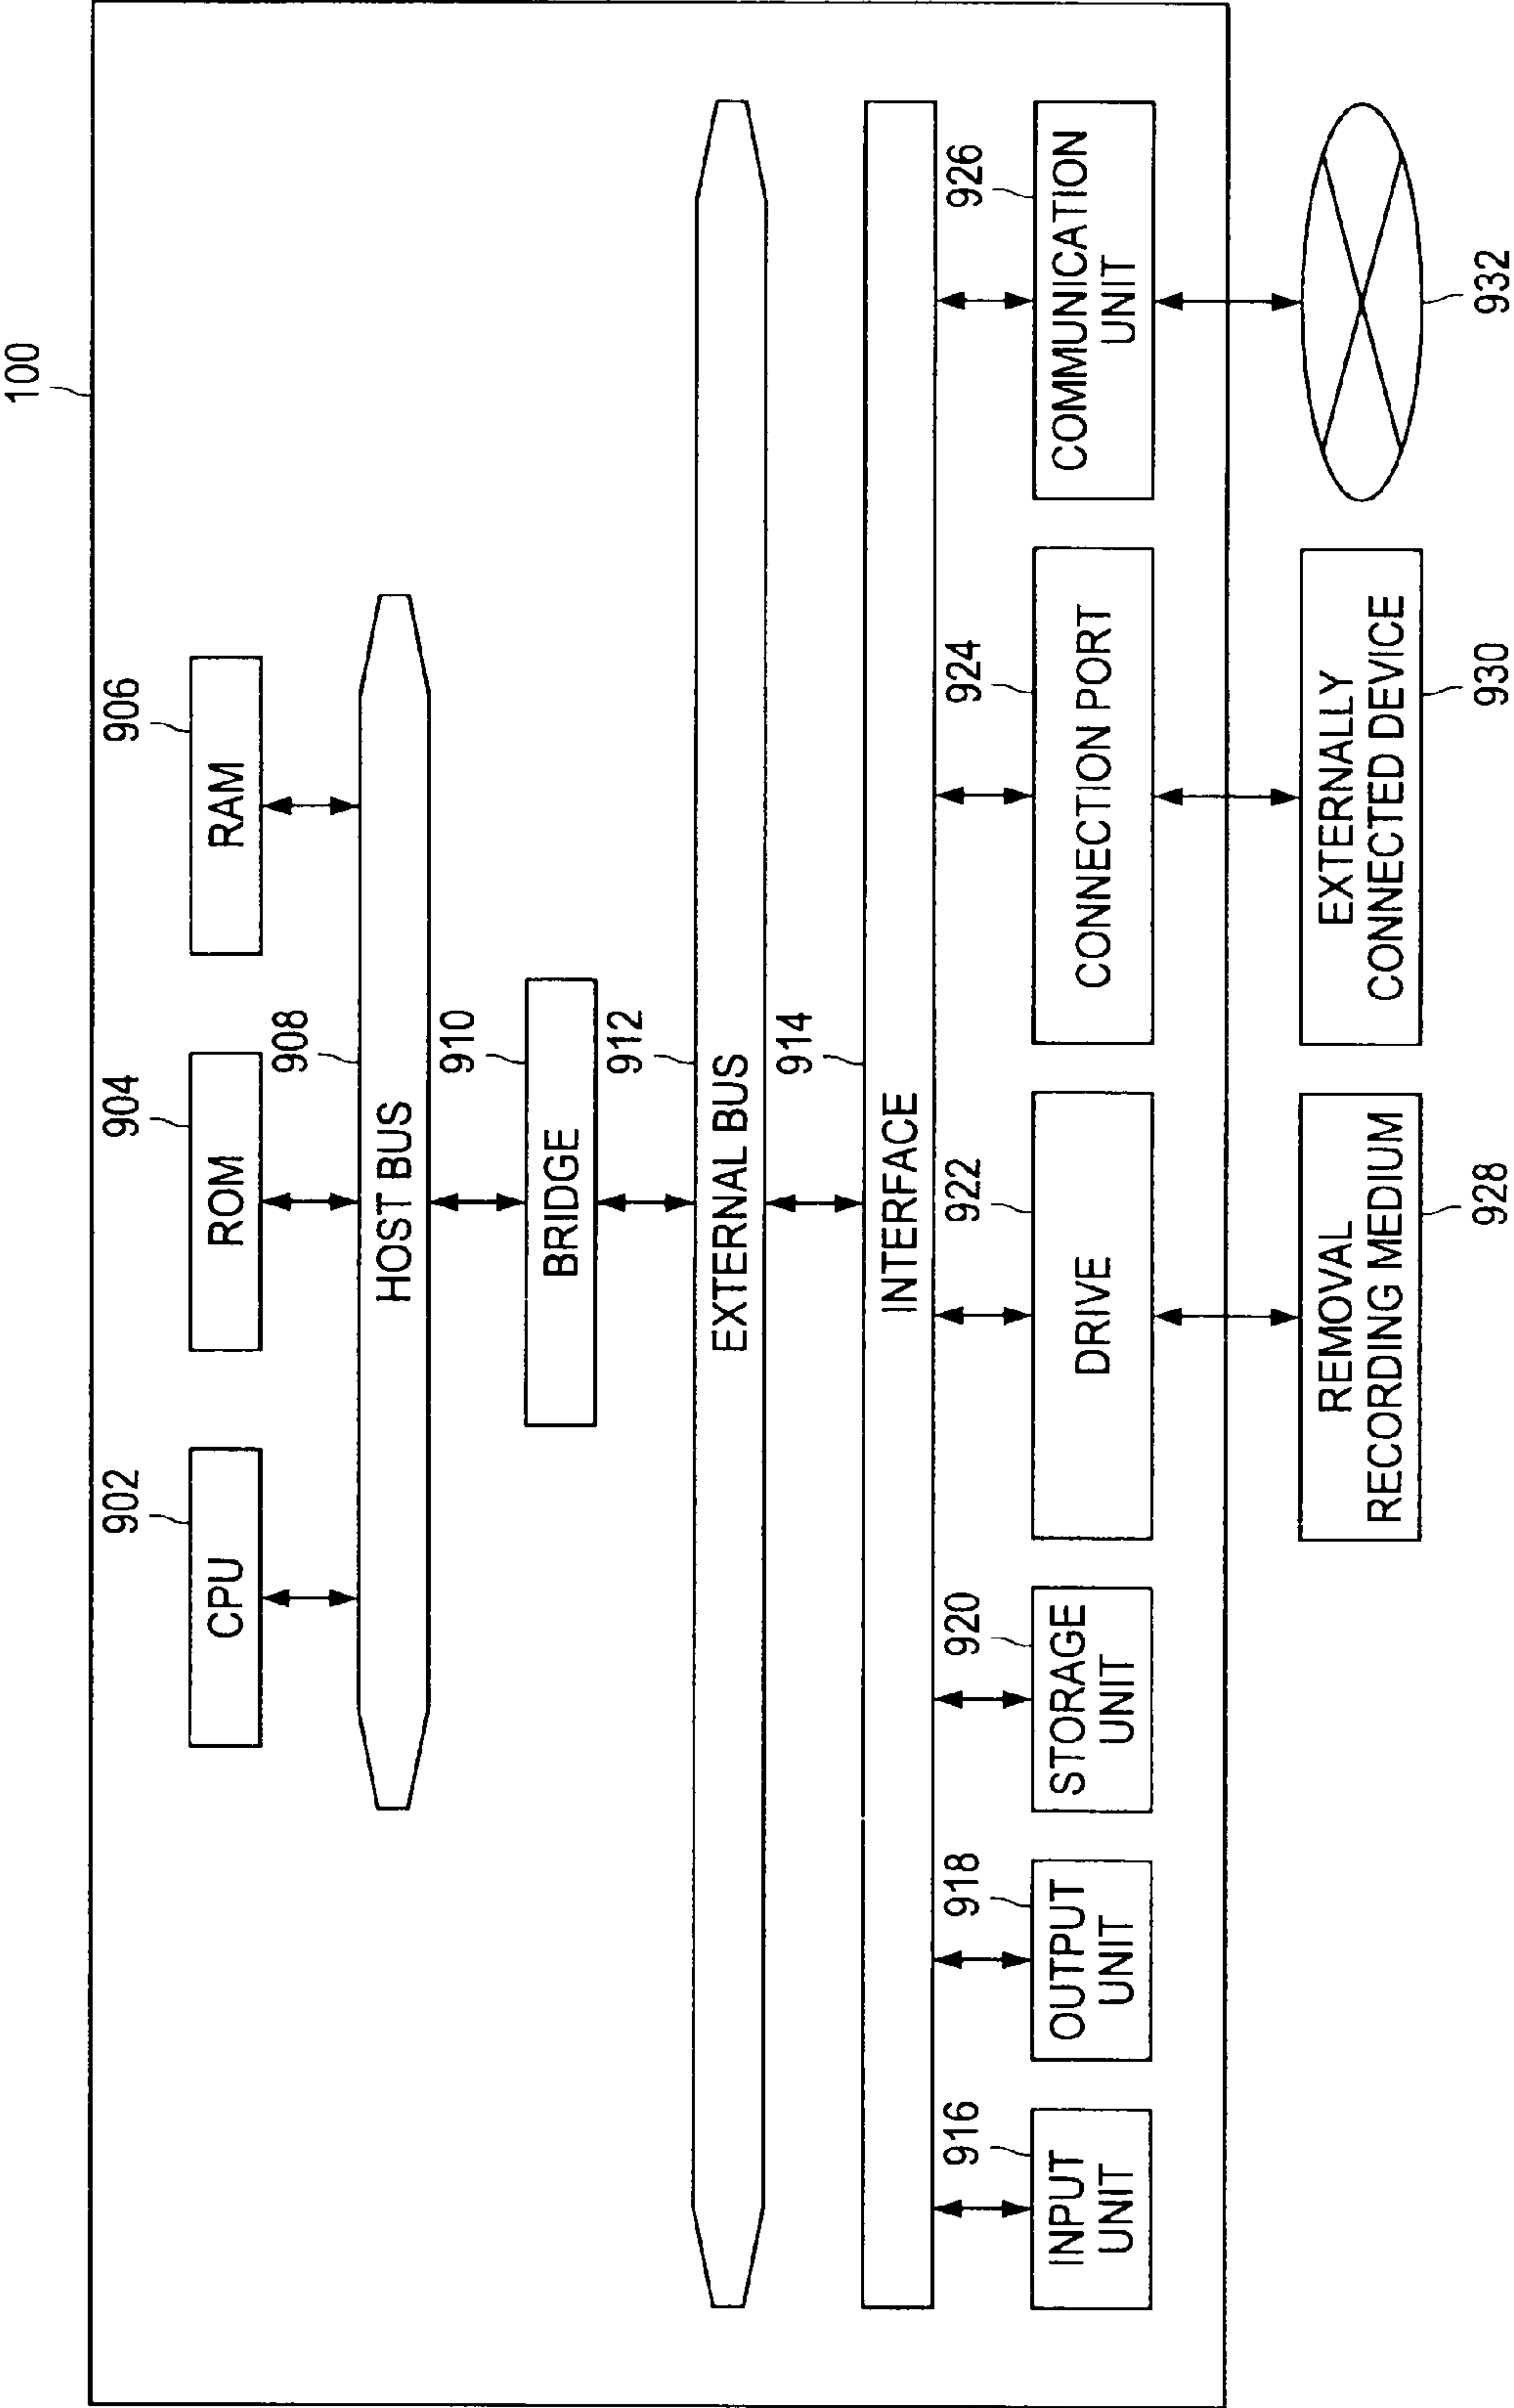 100
902
904
906
CPU
ROM
RAM
908
HOST BUS
910
BRIDGE
912
EXTERNAL BUS
914
INTERFACE
916
918
920
922
924
926
INPUT
UNIT
OUTPUT
UNIT
STORAGE
UNIT
DRIVE
CONNECTION PORT
COMMUNICATION
UNIT
REMOVAL
RECORDING MEDIUM
EXTERNALLY
CONNECTED DEVICE
928
930
932